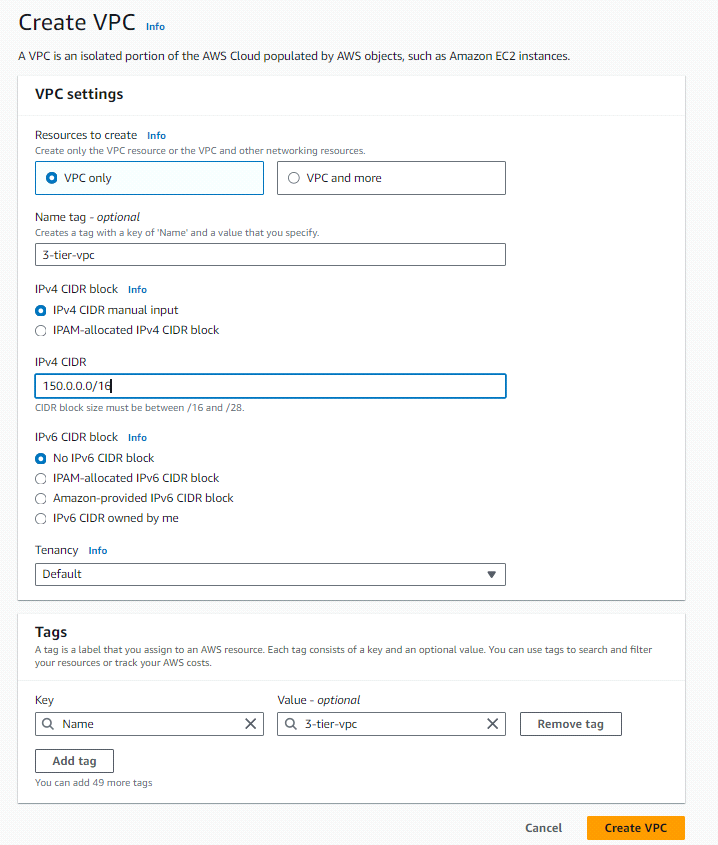 Create VPC Info
A VPC is an isolated portion of the AWS Cloud populated by AWS objects, such as Amazon EC2 instances.
VPC settings
Resources to create Info
Create only the VPC resource or the VPC and other networking resources.
VPC only
VPC and more
Name tag - optional
Creates a tag with a key of 'Name' and a value that you specify.
3-tier-vpc
IPv4 CIDR block Info
IPv4 CIDR manual input
IPAM-allocated IPv4 CIDR block
IPv4 CIDR
150.0.0.0/16
CIDR block size must be between /16 and /28.
IPv6 CIDR block Info
No IPv6 CIDR block
IPAM-allocated IPv6 CIDR block
Amazon-provided IPv6 CIDR block
IPv6 CIDR owned by me
Tenancy Info
Default
Tags
A tag is a label that you assign to an AWS resource. Each tag consists of a key and an optional value. You can use tags to search and filter
your resources or track your AWS costs.
Key
Value - optional
Name
3-tier-vpc
Remove tag
Add tag
You can add 49 more tags
Cancel
Create VPC